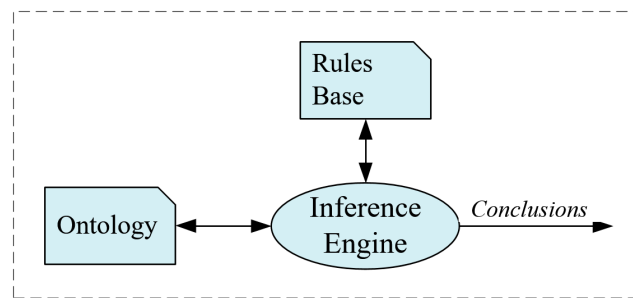 Rules
Base
Ontology
Inference
Engine
Conclusions